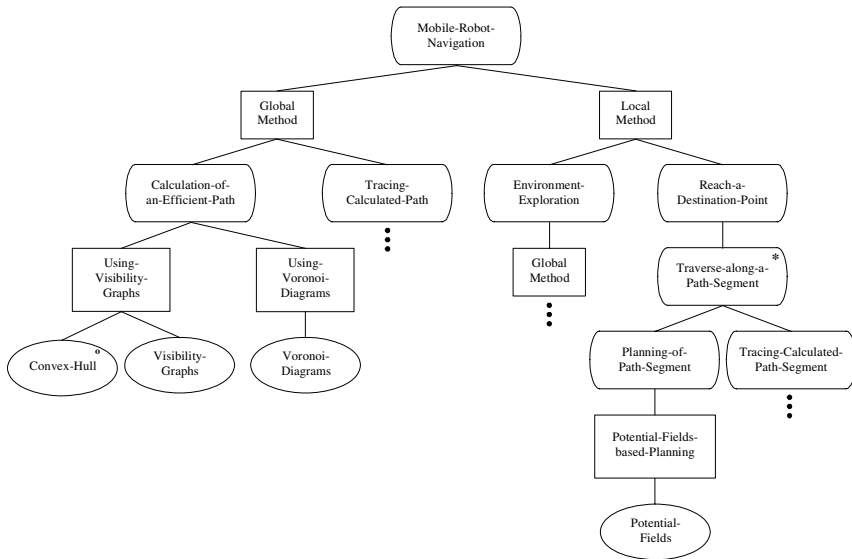 Mobile-Robot-
Navigation
Global
Method
Local
Method
Calculation-of-
an-Efficient-Path
Tracing-
Calculated-Path
Environment-
Exploration
Reach-a-
Destination-Point
Using-
Visibility-
Graphs
Using-
Voronoi-
Diagrams
Global
Method
Traverse-along-a-
Path-Segment
*
Convex-Hull
o
Visibility-
Graphs
Voronoi-
Diagrams
Planning-of-
Path-Segment
Tracing-Calculated-
Path-Segment
Potential-Fields-
based-Planning
Potential-
Fields